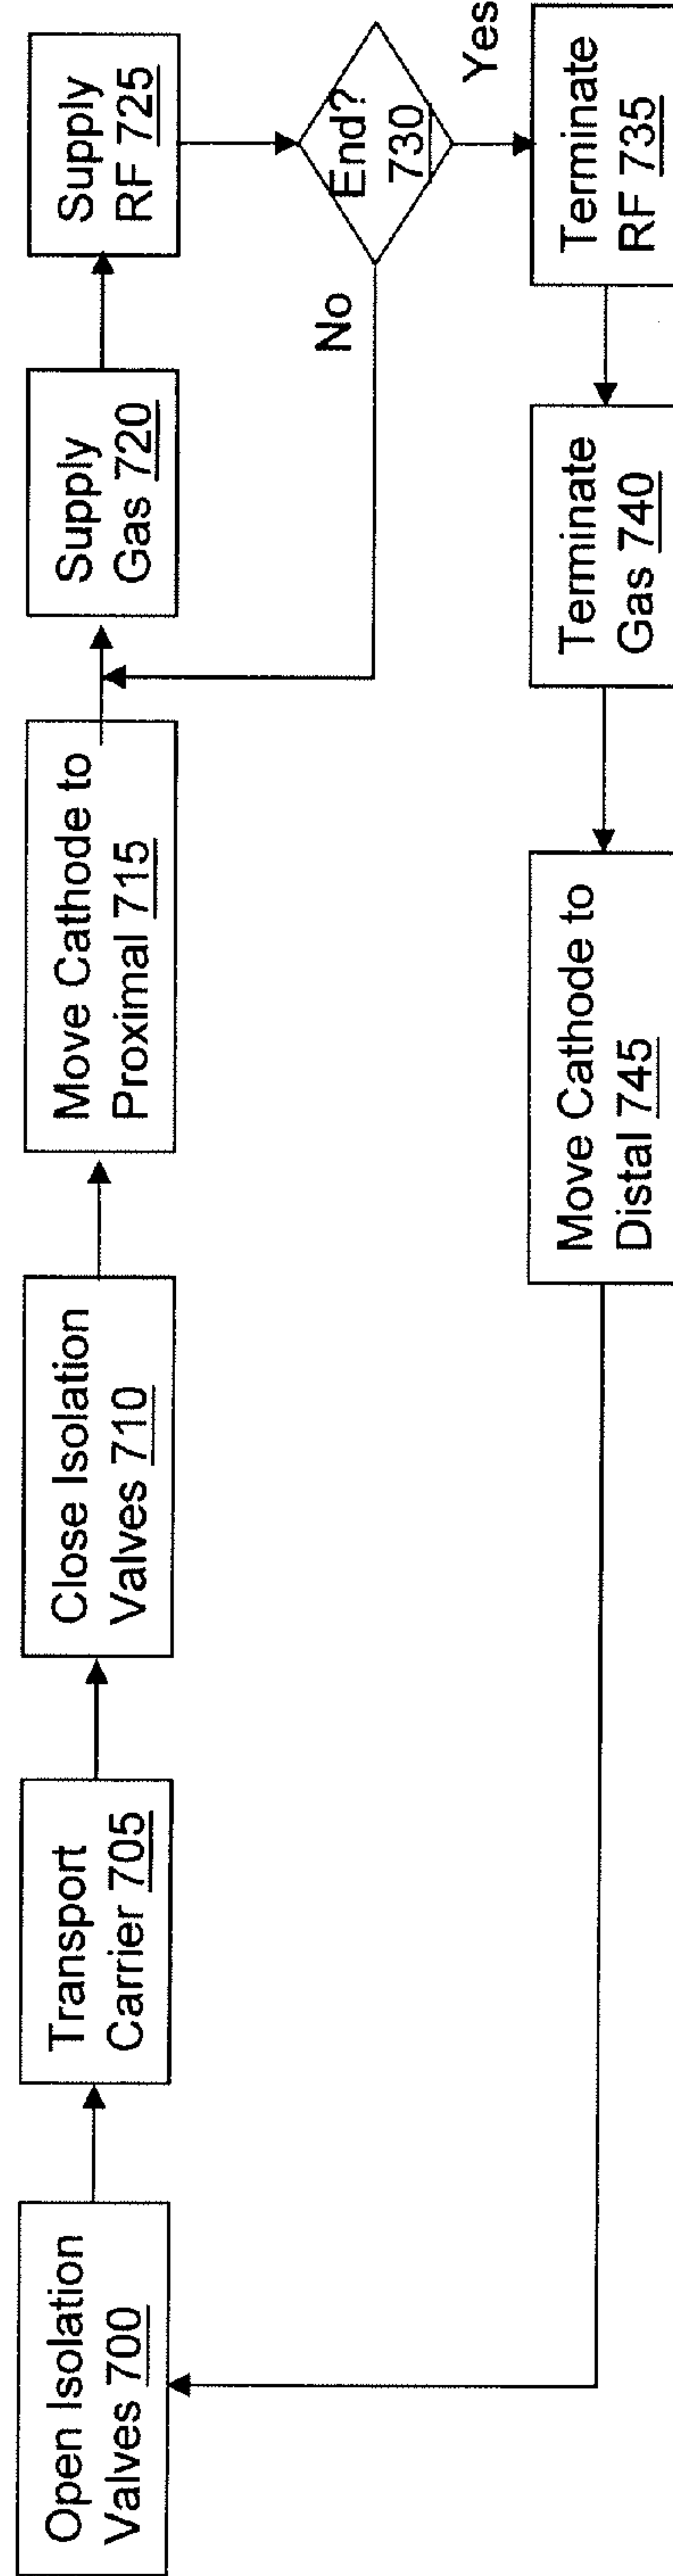 Open Isolation
Valves 700
Transport
Carrier 705
Close Isolation
Valves 710
Move Cathode to
Proximal 715
Supply
Gas 720
Supply
RF 725
End?
730
No
Yes
Terminate
RF 735
Terminate
Gas 740
Move Cathode to
Distal 745